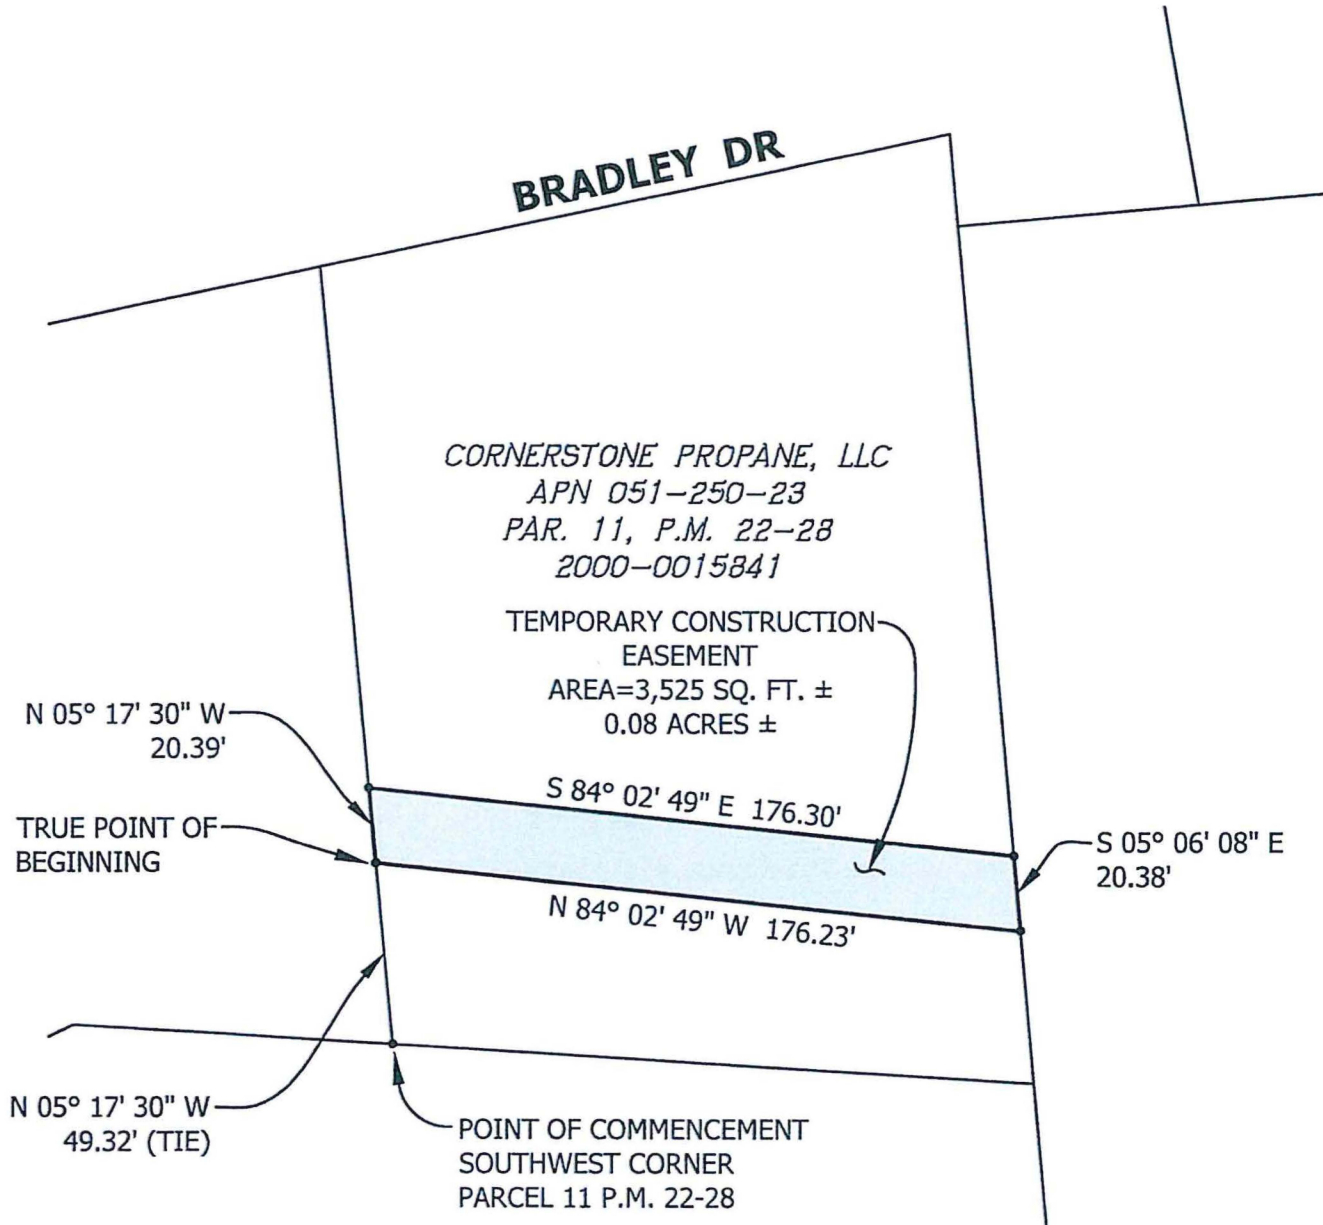 BRADLEY DR
CORNERSTONE PROPANE, LLC
APN 051-250-23
PAR. 11, P.M. 22-28
2000-0015841
TEMPORARY CONSTRUCTION
EASEMENT
AREA=3,525 SQ. FT. ±
0.08 ACRES ±
N 05° 17' 30" W
20.39'
S 84° 02' 49" E 176.30'
TRUE POINT OF
BEGINNING
S 05° 06' 08" E
20.38'
N 84° 02' 49" W 176.23'
N 05° 17' 30" W
49.32' (TIE)
POINT OF COMMENCEMENT
SOUTHWEST CORNER
PARCEL 11 P.M. 22-28